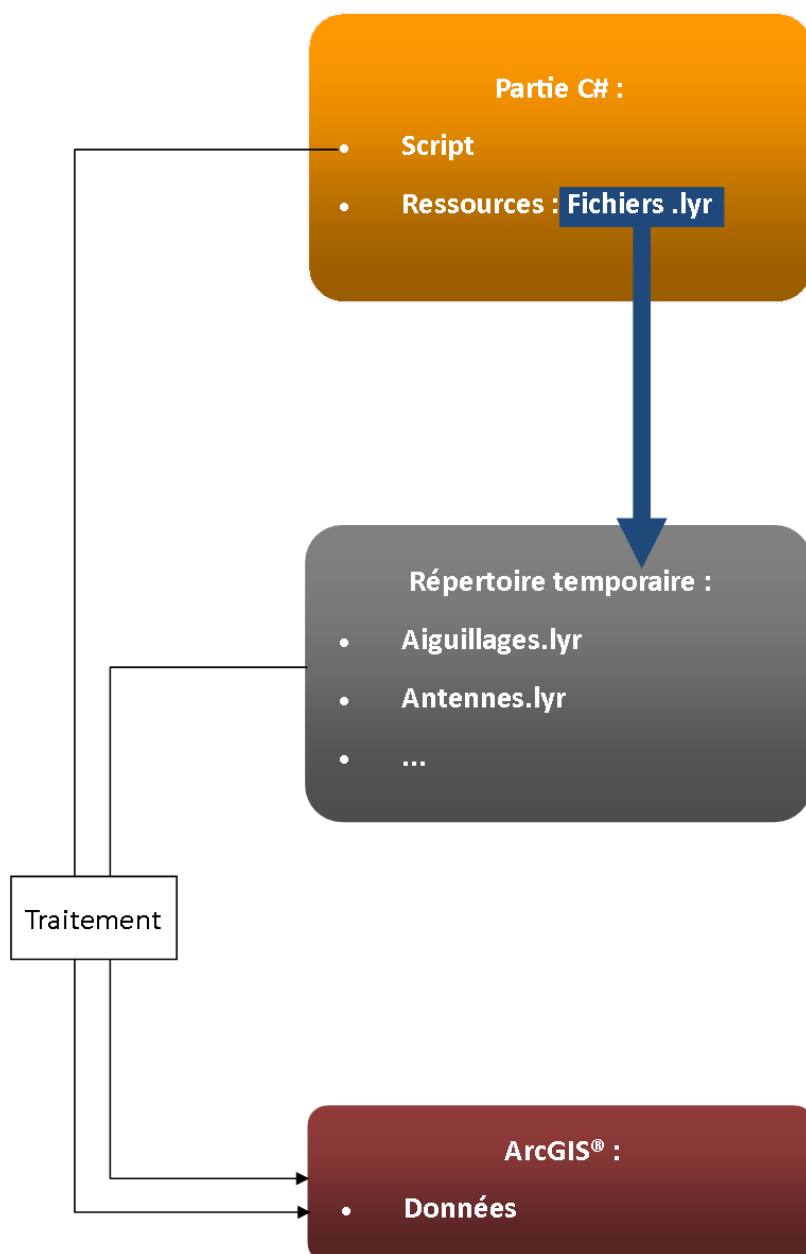 Partie C# :
• Script
• Ressources : Fichiers .lyr
Répertoire temporaire :
• Aiguillages.lyr
• Antennes.lyr
• ...
Traitement
ArcGIS® :
• Données